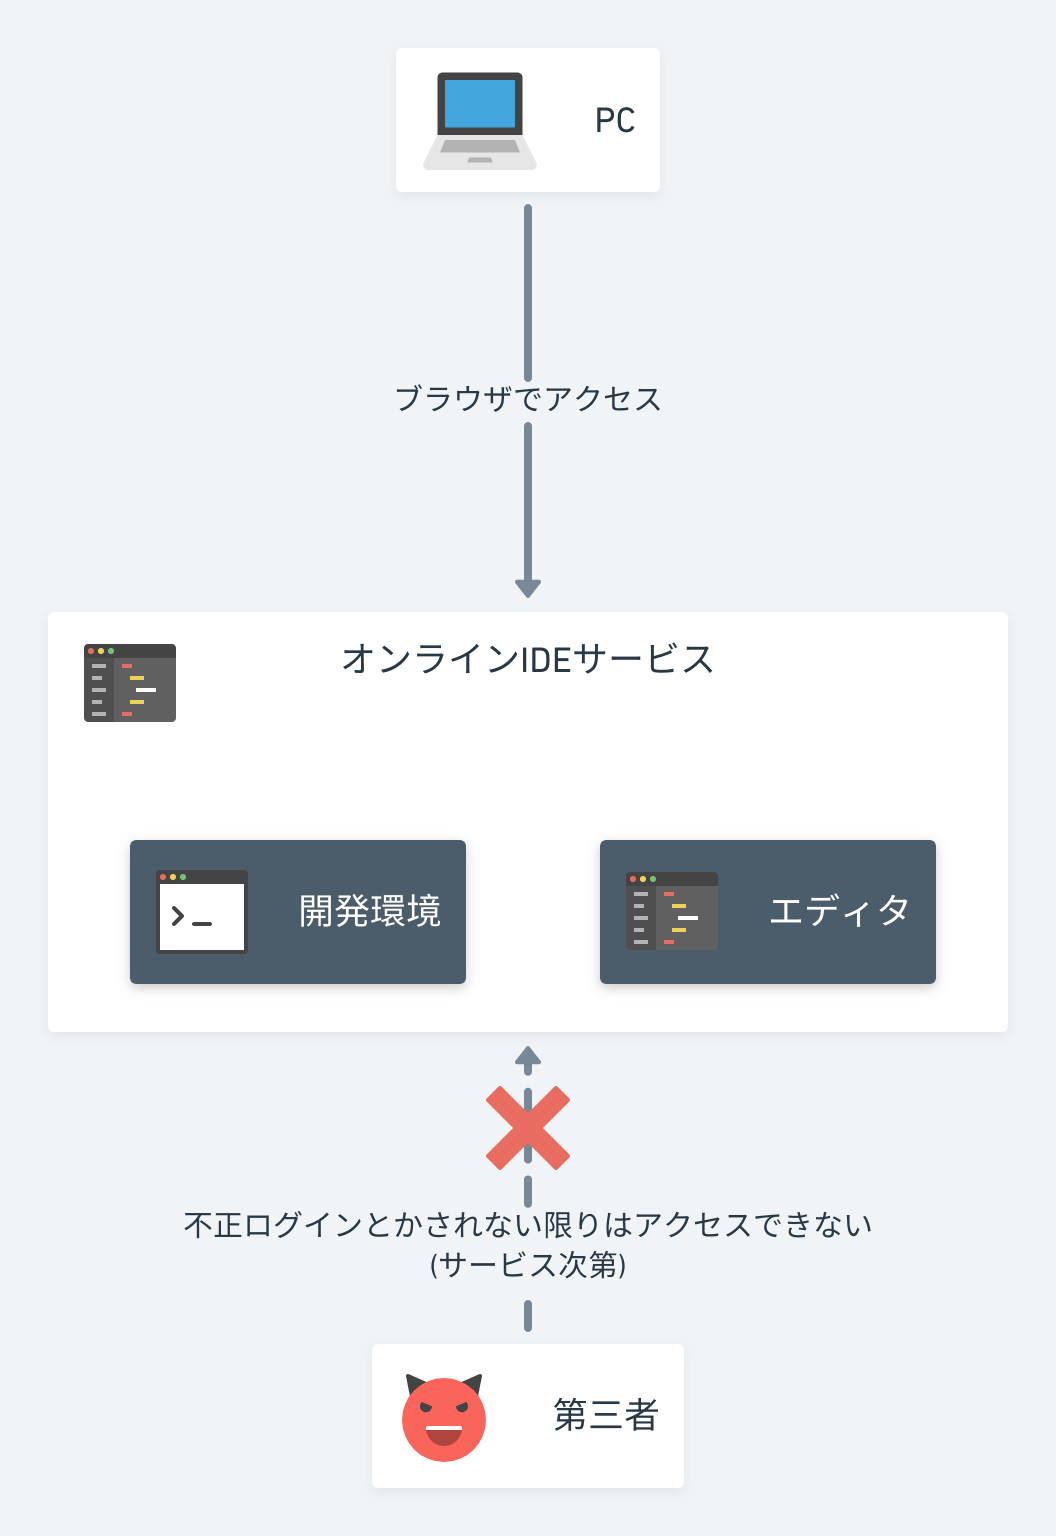 PC
ブラウザでアクセス
オンラインIDEサービス
開発環境
エディタ
不正ログインとかされない限りはアクセスできない
(サービス次第)
第三者